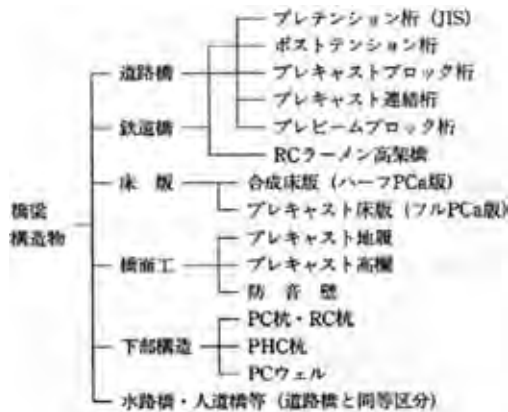 プレテンション桁 (JIS)
ポストテンション桁
道路橋
プレキャストブロック桁
プレキャスト連結桁
鉄道橋
プレビームブロック桁
RCラーメン高架橋
床 版
合成床版 (ハーフPCa版)
プレキャスト床版 (フルPCa版)
橋梁
構造物
プレキャスト地覆
橋面工
プレキャスト高欄
防 音 壁
PC杭・RC杭
下部構造
PHC杭
PCウェル
水路橋・人道橋等 (道路橋と同等区分)